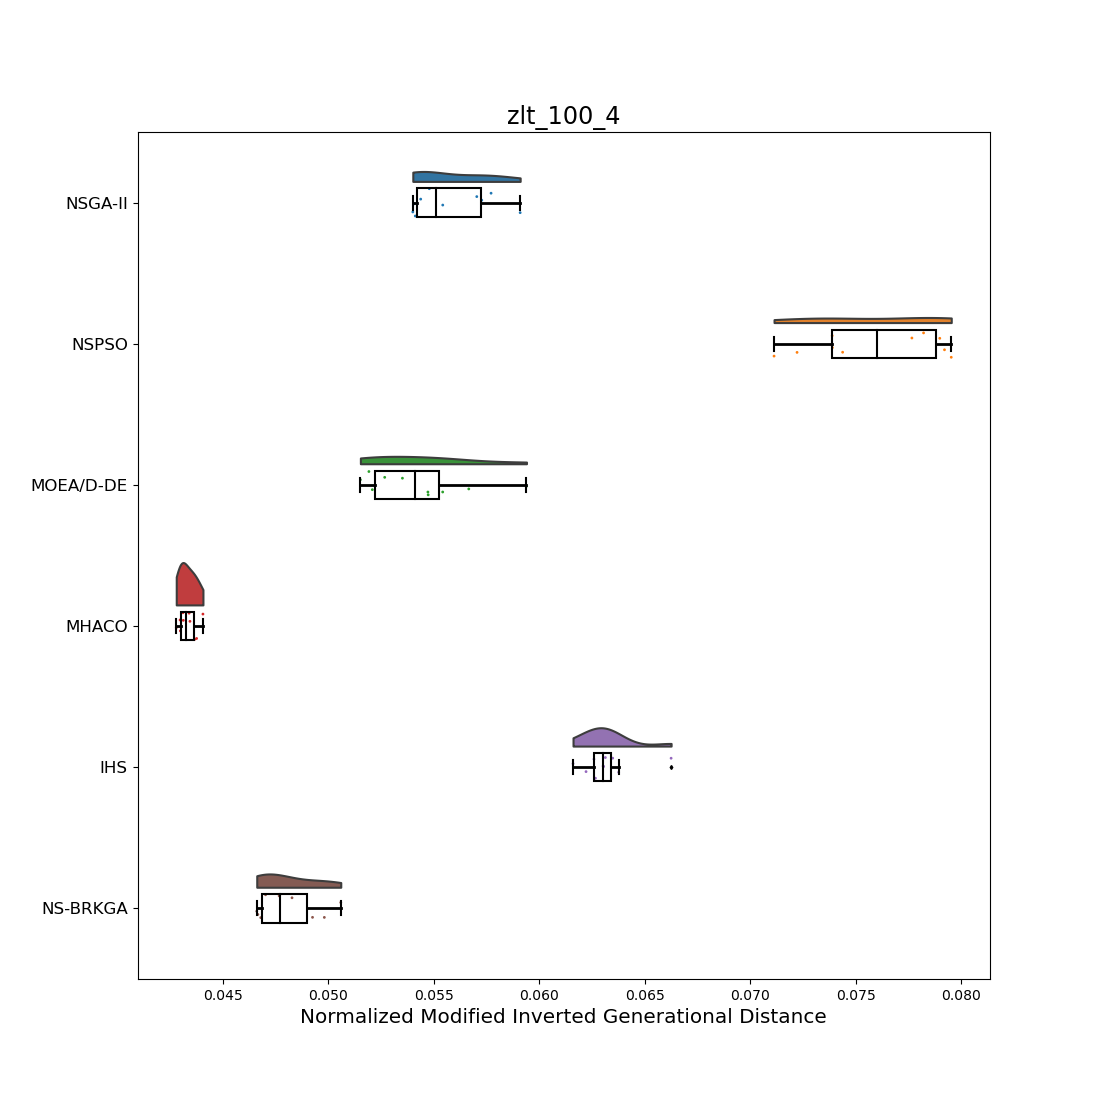 zlt_100_4
NSGA-II
NSPSO
MOEA/D-DE
MHACO
IHS
NS-BRKGA
0.045 0.050 0.055 0.060 0.065 0.070 0.075 0.080
Normalized Modified Inverted Generational Distance